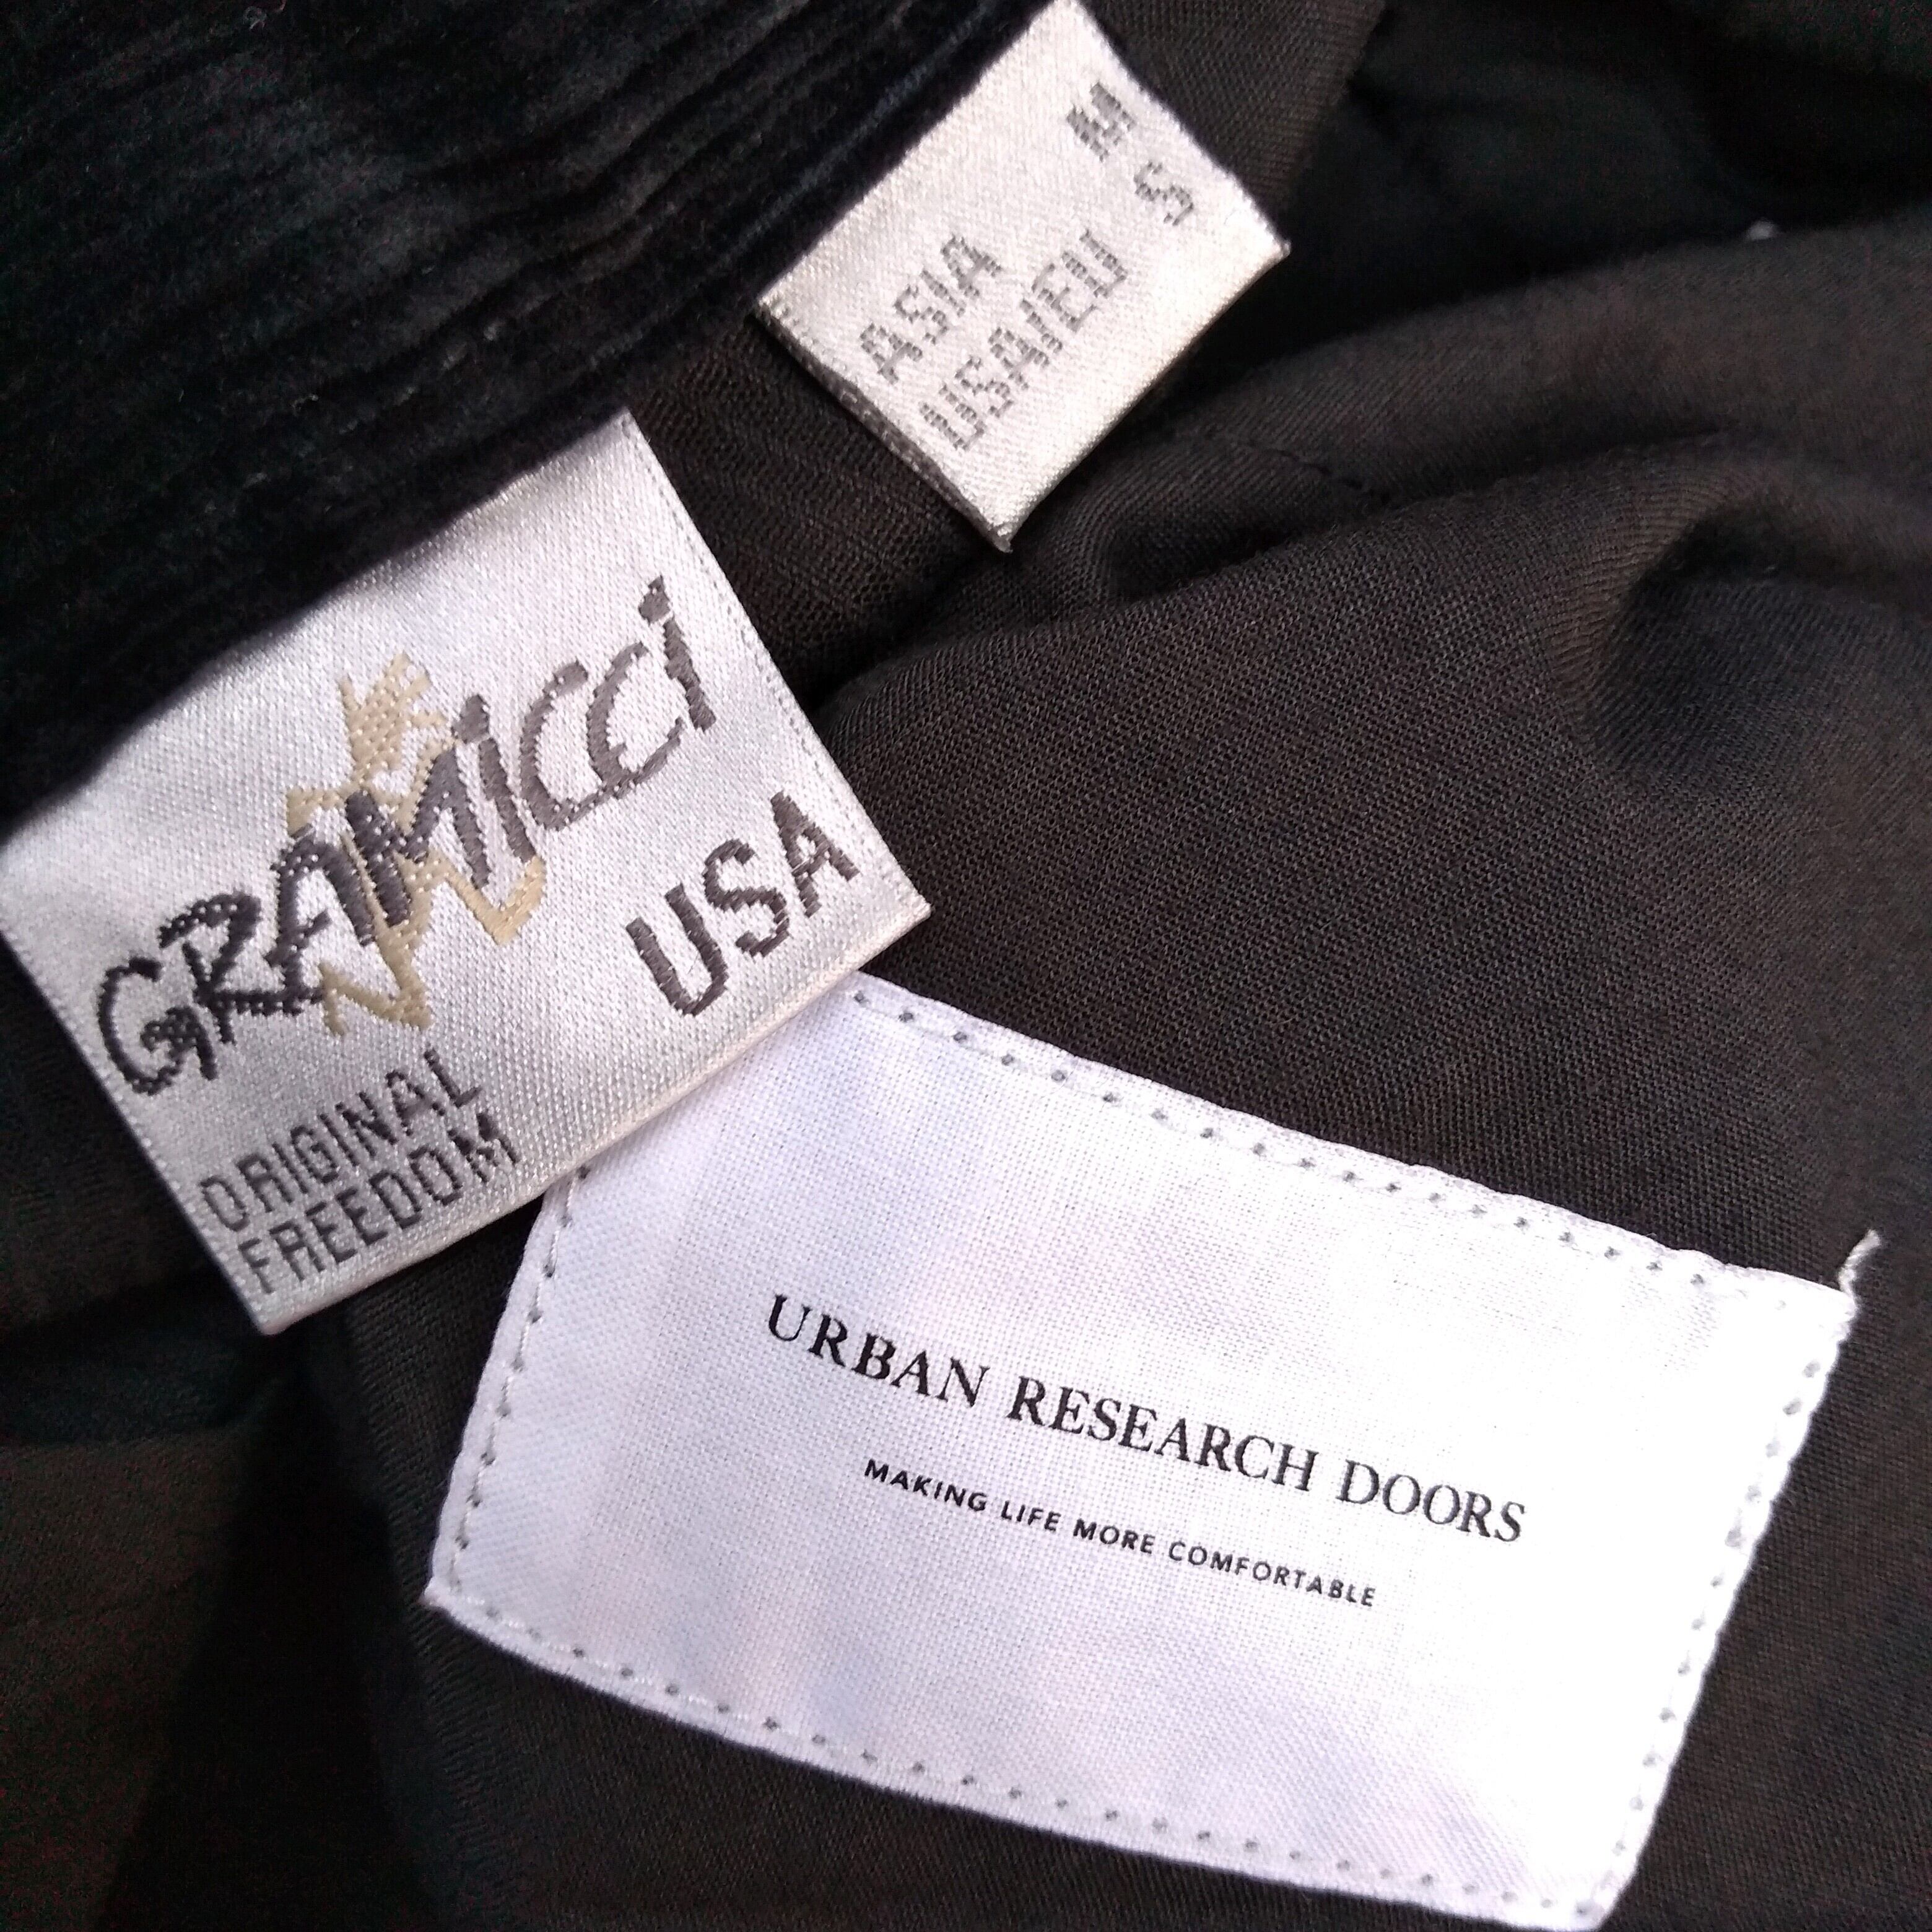 ASIA M
USA/EU S
GRAMICCI
USA
ORIGINAL
FREEDOM
URBAN RESEARCH DOORS
MAKING LIFE MORE COMFORTABLE